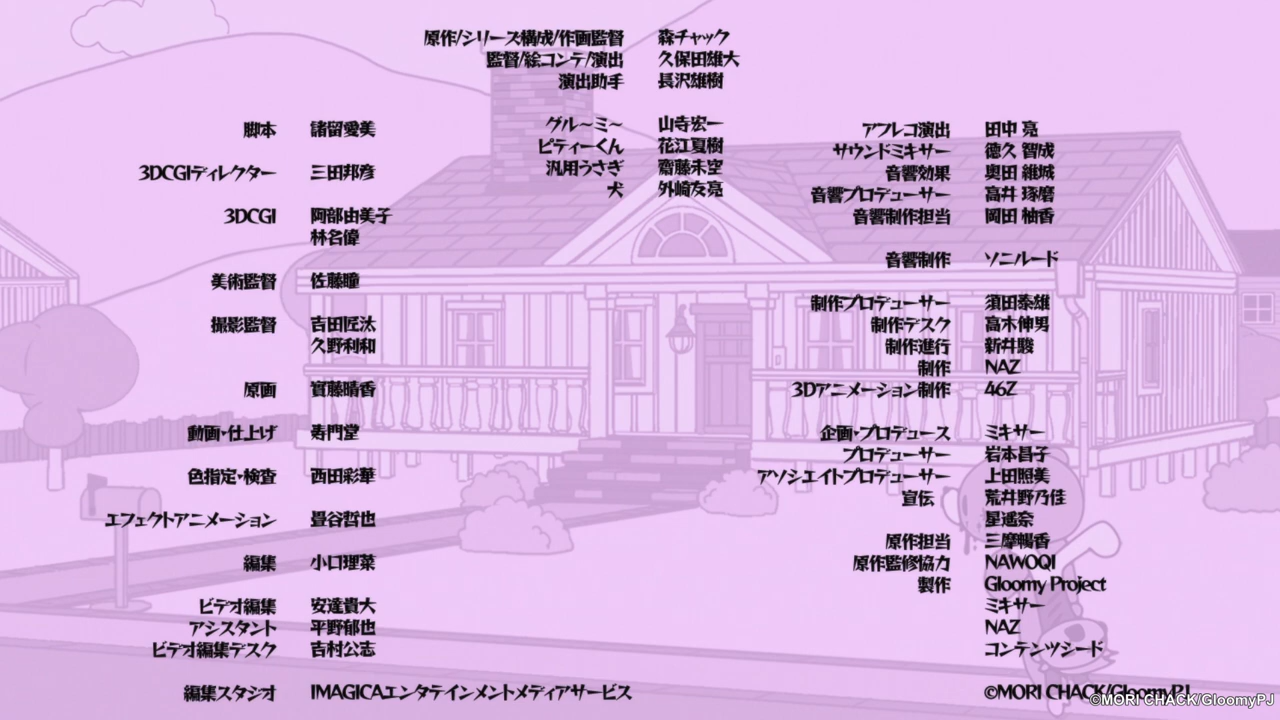 原作/シリーズ構成/作画監督 森チャック
監督/絵コンテ/演出 久保田雄大
演出助手 長沢雄樹
グル〜ミ〜 山寺宏一
ピティーくん 花江夏樹
汎用うさぎ 齋藤未空
犬 外崎友亮
脚本 諸留愛美
3DCGIディレクター 三田邦彦
3DCGI 阿部由美子
林名偉
美術監督 佐藤瞳
撮影監督 吉田匠汰
久野利和
原画 實藤晴香
動画・仕上げ 寿門堂
色指定・検査 西田彩華
エフェクトアニメーション 畳谷哲也
編集 小口理菜
ビデオ編集 安達貴大
アシスタント 平野郁也
ビデオ編集デスク 吉村公志
編集スタジオ IMAGICAエンタテインメントメディアサービス
アフレコ演出 田中 亮
サウンドミキサー 徳久 智成
音響効果 奥田 維城
音響プロデューサー 高井 琢磨
音響制作担当 岡田 柚香
音響制作 ソニルード
制作プロデューサー 須田泰雄
制作デスク 高木伸男
制作進行 新井駿
制作 NAZ
3Dアニメーション制作 46Z
企画・プロデュース ミキサー
プロデューサー 岩本昌子
アソシエイトプロデューサー 上田照美
宣伝 荒井野乃佳
星遥奈
原作担当 三摩暢香
原作監修協力 NAWOQI
製作 Gloomy Project
ミキサー
NAZ
コンテンツシード
©MORI CHACK/GloomyPJ
©MORI CHACK/GloomyPJ